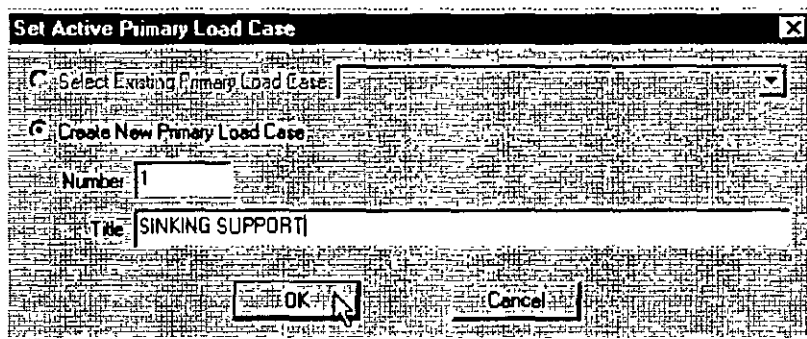 Set Active Primary Load Case
Select Existing Primary Load Case
Create New Primary Load Case
Number 1
Title SINKING SUPPORT
OK Cancel